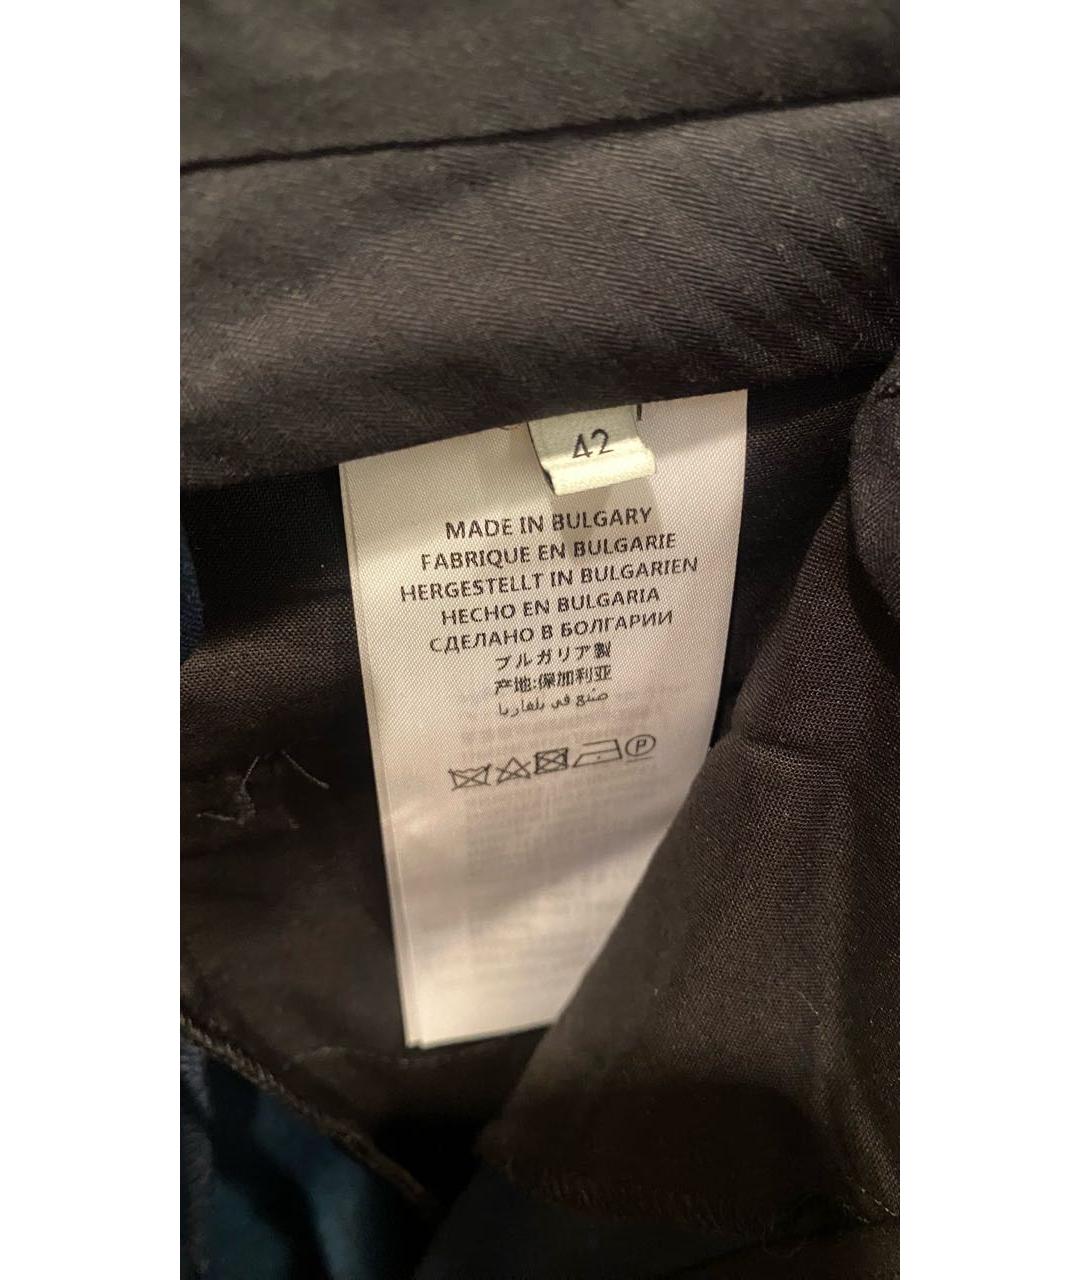 42
MADE IN BULGARY
FABRIQUE EN BULGARIE
HERGESTELLT IN BULGARIEN
HECHO EN BULGARIA
СДЕЛАНО В БОЛГАРИИ
ブルガリア製
产地:保加利亚
صنع في بلغاريا
P